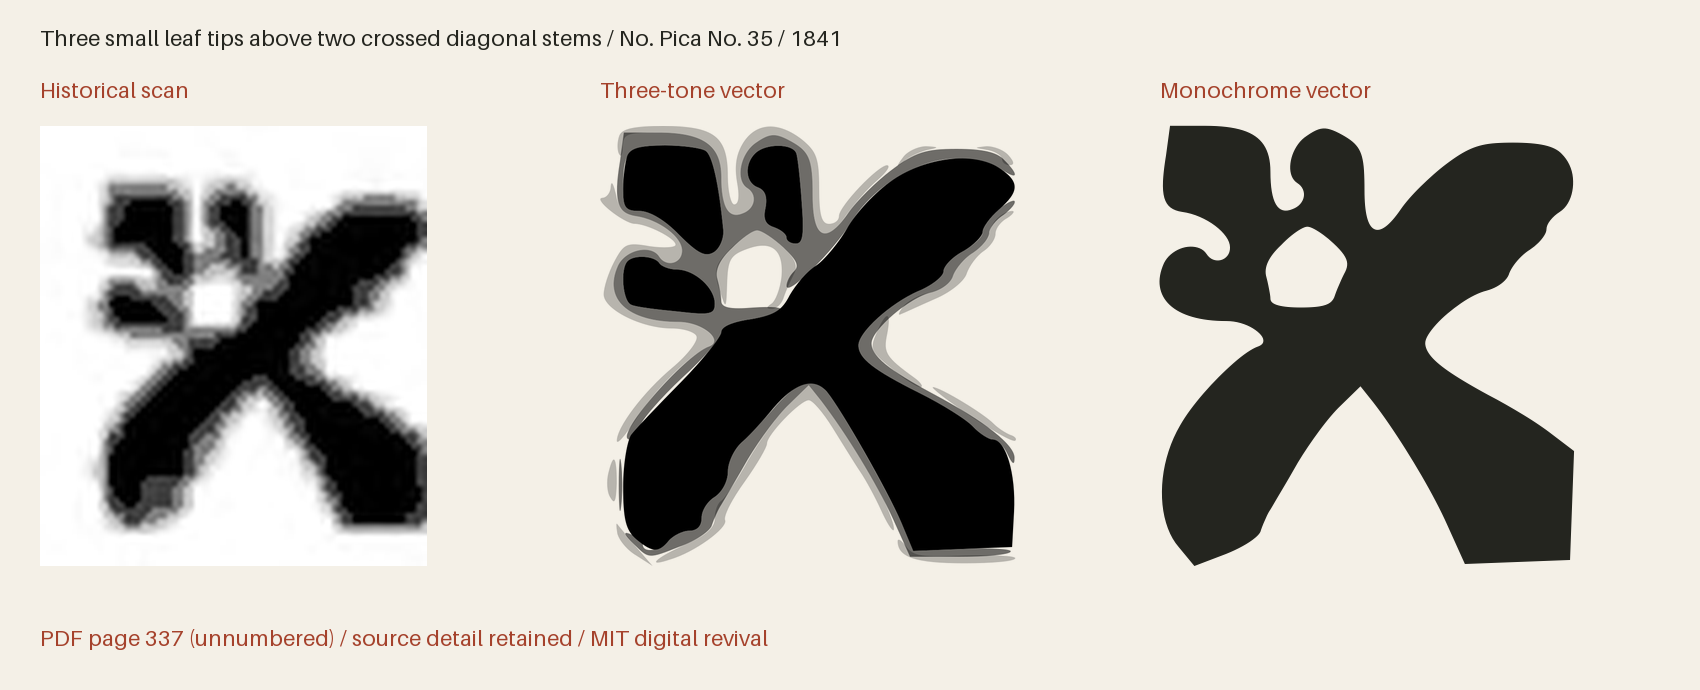 Three small leaf tips above two crossed diagonal stems / No. Pica No. 35 / 1841
Historical scan
Three-tone vector
Monochrome vector
PDF page 337 (unnumbered) / source detail retained / MIT digital revival